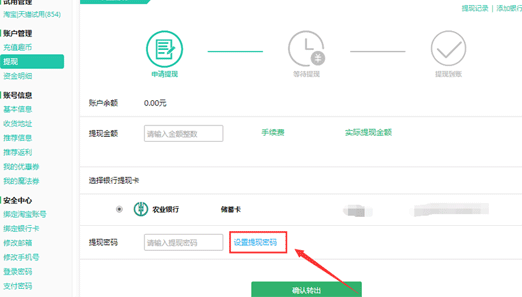 试用管理
提现记录 | 添加银行
淘宝|天猫试用(854)
账户管理
充值趣币
提现
资金明细
申请提现
等待提现
提现到账
账号信息
基本信息
收货地址
推荐信息
推荐返利
我的优惠券
我的魔法券
账户余额 0.00元
提现金额 请输入金额整数 手续费 实际提现金额
选择银行提现卡
农业银行 储蓄卡
安全中心
绑定淘宝账号
绑定银行卡
修改邮箱
修改手机号
登录密码
支付密码
提现密码 请输入提现密码 设置提现密码
确认转出